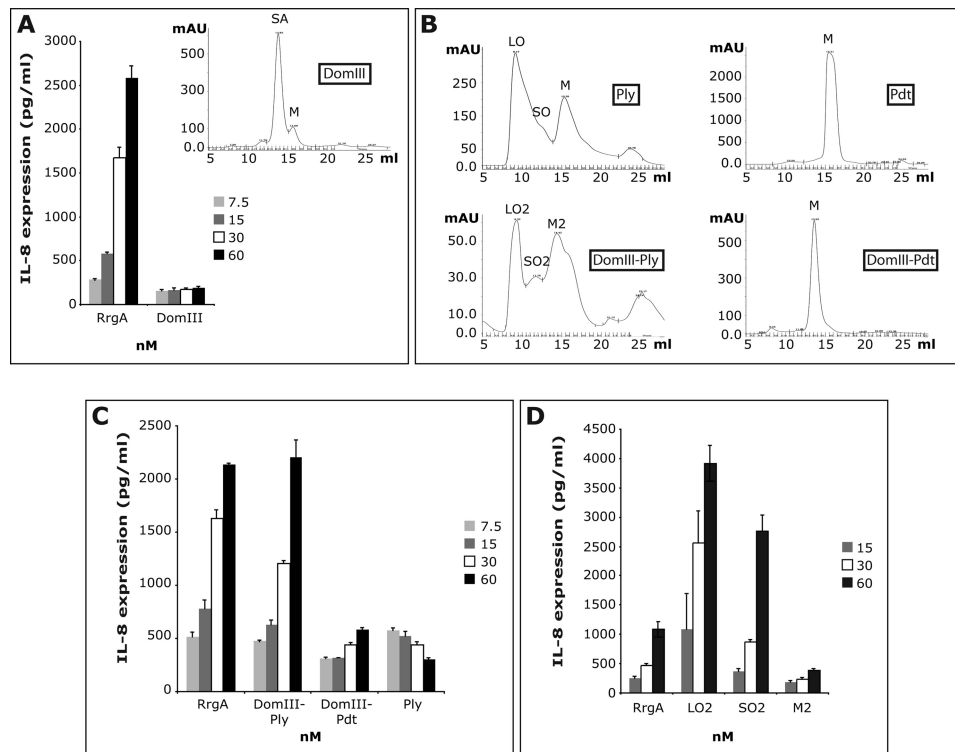 A
IL-8 expression (pg/ml)
3000
2500
2000
1500
1000
500
0
RrgA DomIII
nM
7.5
15
30
60
mAU
SA
M
DomIII
600
300
100
0.0
5 10 15 20 25 ml
B
mAU
LO
SO
M
Ply
350
250
150
50
5 10 15 20 25 ml
mAU
M
Pdt
2500
2000
1000
0.0
5 10 15 20 25 ml
mAU
LO2
SO2
M2
DomIII-Ply
50.0
30.0
10.0
0.0
5 10 15 20 25 ml
mAU
M
DomIII-Pdt
500
300
100
0.0
5 10 15 20 25 ml
C
IL-8 expression (pg/ml)
2500
2000
1500
1000
500
0
RrgA DomIII-Ply DomIII-Pdt Ply
nM
7.5
15
30
60
D
IL-8 expression (pg/ml)
4500
4000
3500
3000
2500
2000
1500
1000
500
0
RrgA LO2 SO2 M2
nM
15
30
60